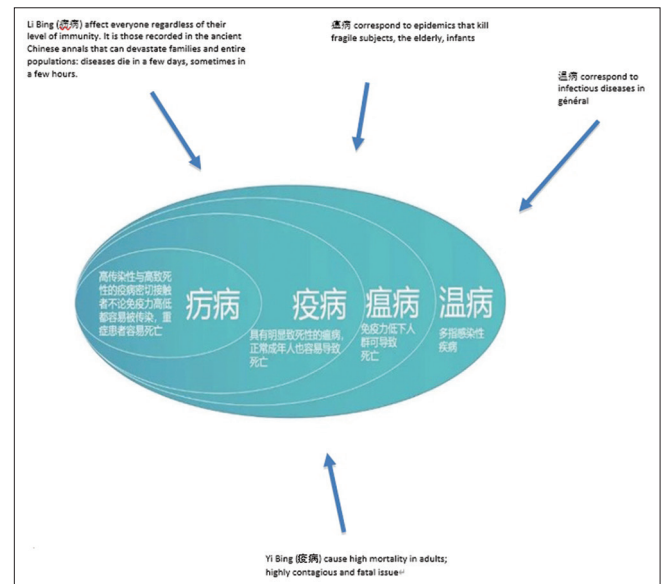 Li Bing (疠病) affect everyone regardless of their
level of immunity. It is those recorded in the ancient
Chinese annals that can devastate families and entire
populations: diseases die in a few days, sometimes in
a few hours.
瘟病 correspond to epidemics that kill
fragile subjects, the elderly, infants
温病 correspond to
infectious diseases in
général
高传染性与高致死
性的疫病密切接触
者不论免疫力高低
都容易被传染，重
症患者容易死亡
疠病
疫病
具有明显致死性的瘟病，
正常成年人也容易导致
死亡
瘟病
免疫力低下人
群可导致
死亡
温病
多指感染性
疾病
Yi Bing (疫病) cause high mortality in adults;
highly contagious and fatal issue